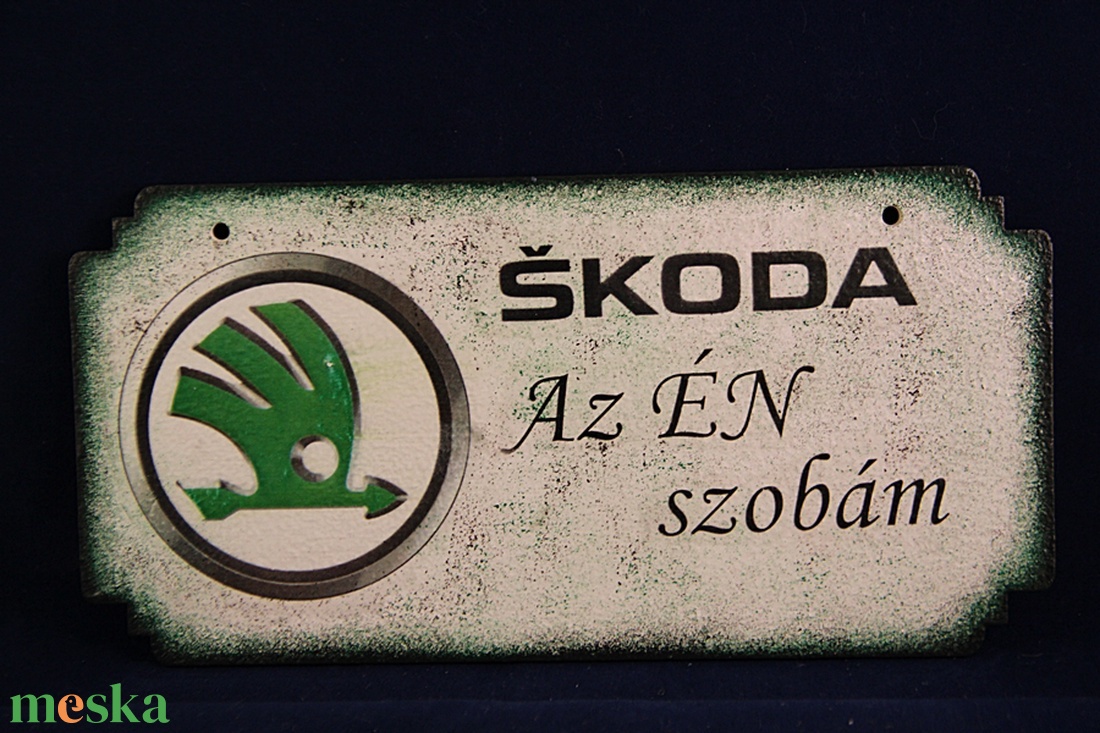 ŠKODA
Az ÉN
szobám
meska